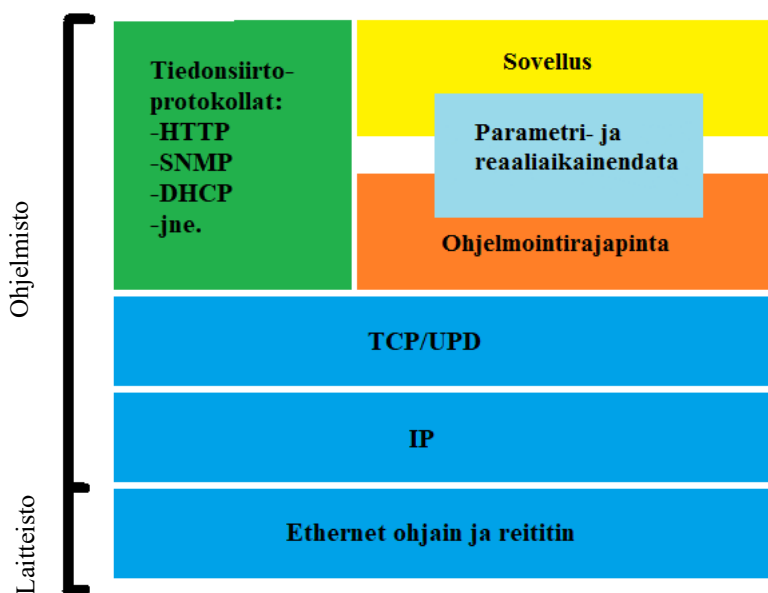 Tiedonsiirto-
protokollat:
-HTTP
-SNMP
-DHCP
-jne.
Sovellus
Parametri- ja
reaaliaikainendata
Ohjelmointirajapinta
TCP/UPD
IP
Ethernet ohjain ja reititin
Ohjelmisto
Laitteisto